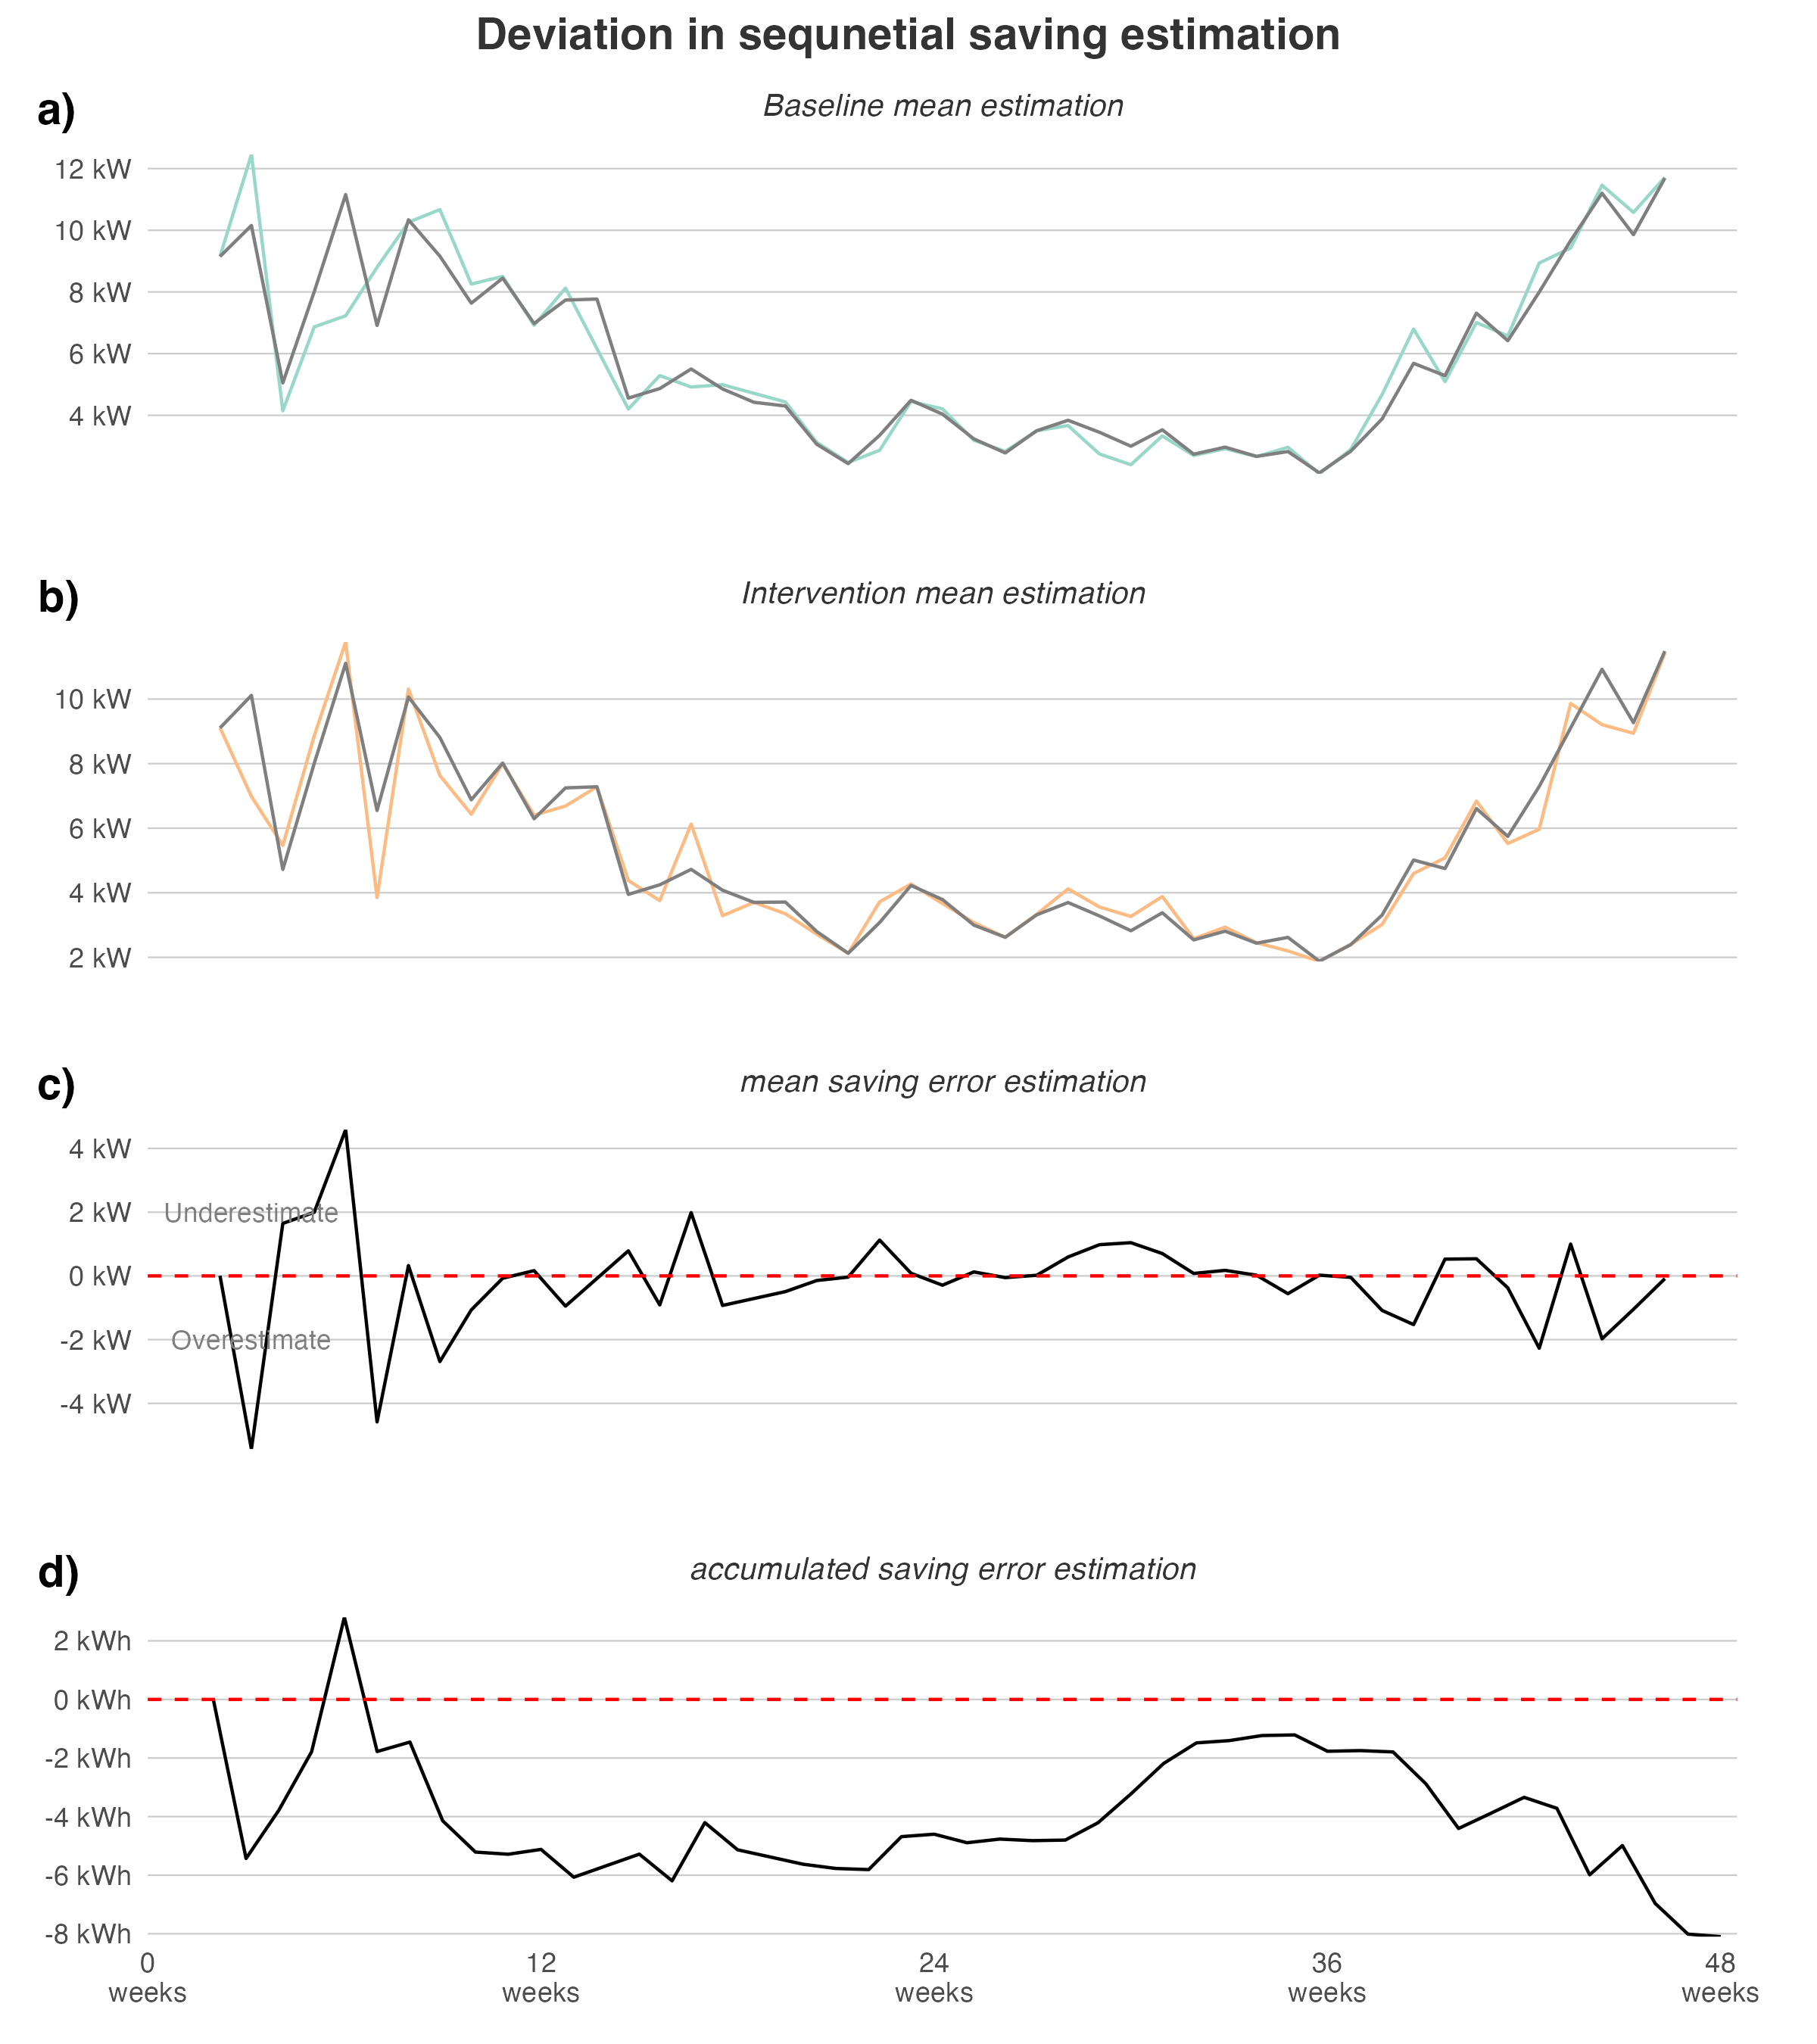 Deviation in sequnetial saving estimation
a)
Baseline mean estimation
12 kW
10 kW
8 kW
6 kW
4 kW
b)
Intervention mean estimation
10 kW
8 kW
6 kW
4 kW
2 kW
c)
mean saving error estimation
4 kW
2 kW
Underestimate
0 kW
-2 kW
Overestimate
-4 kW
d)
accumulated saving error estimation
2 kWh
0 kWh
-2 kWh
-4 kWh
-6 kWh
-8 kWh
0 12 24 36 48
weeks weeks weeks weeks weeks